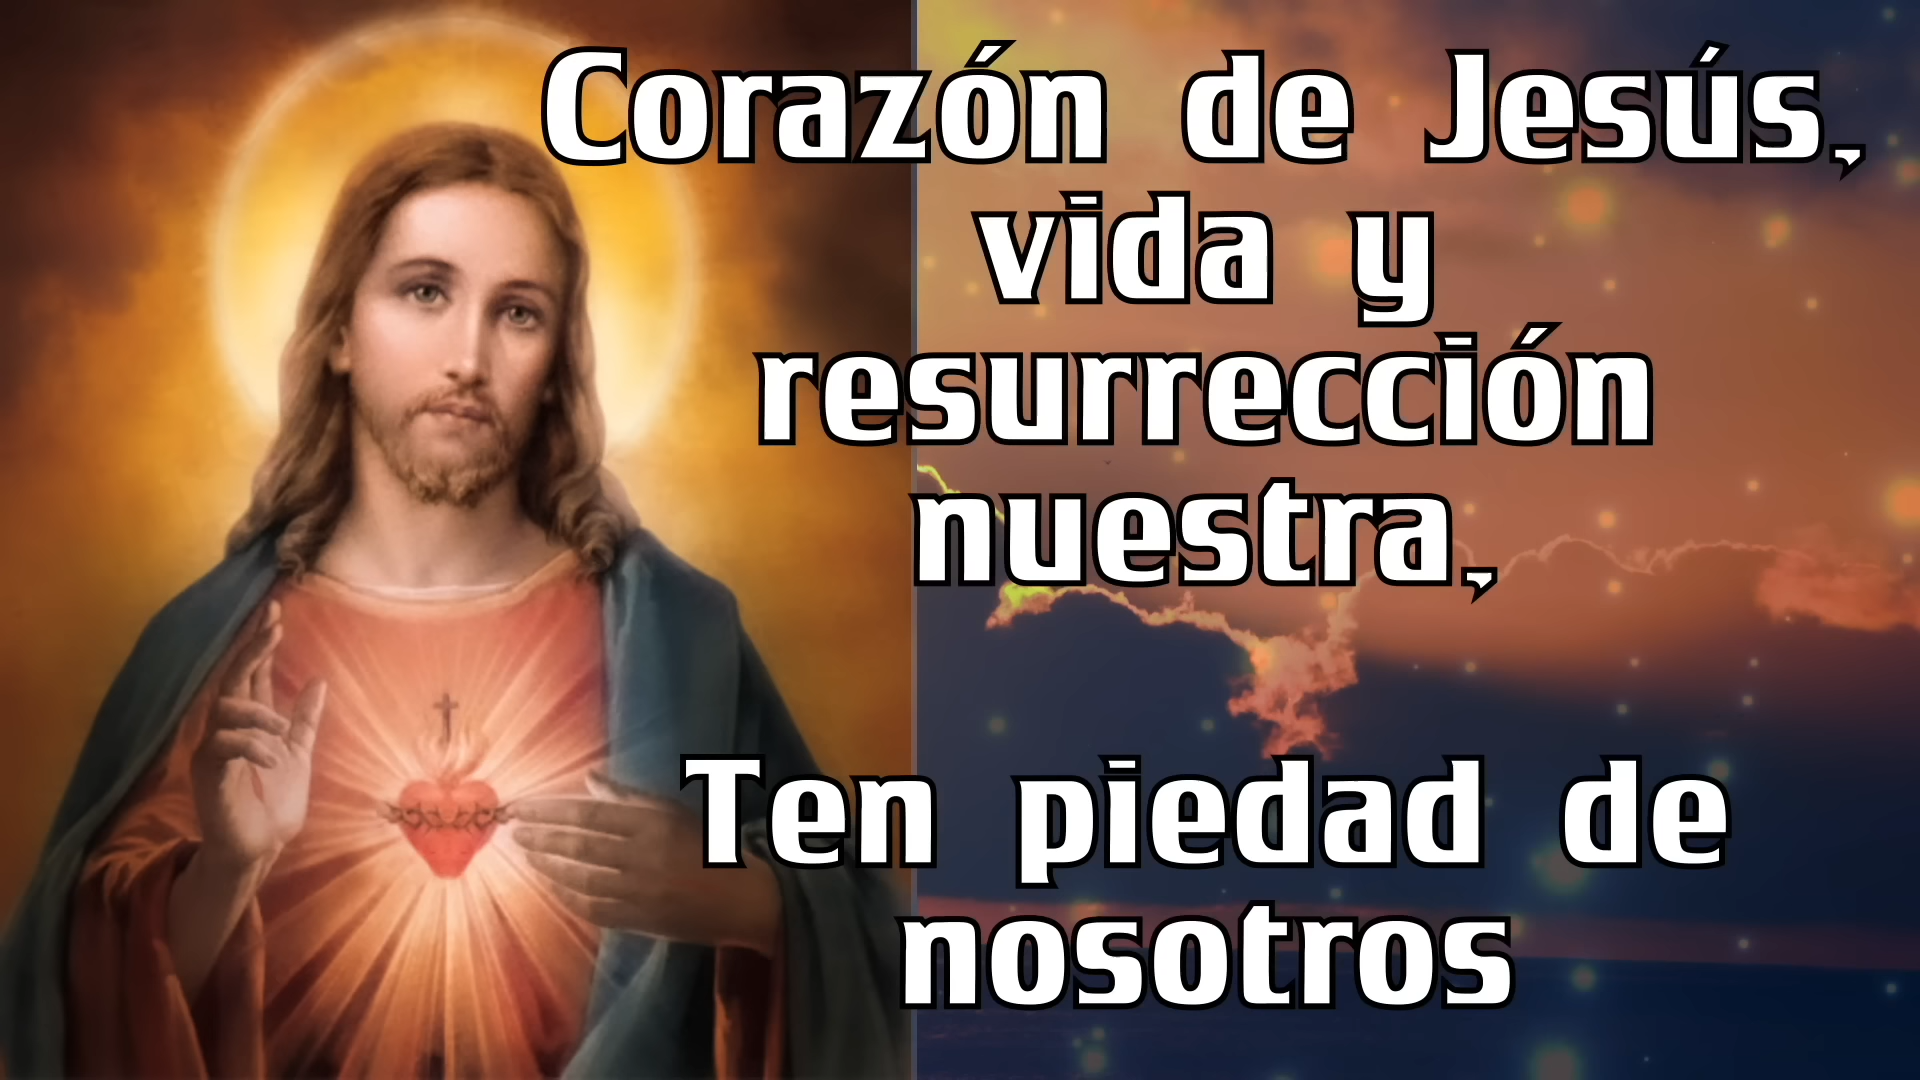 Corazón de Jesús,
vida y
resurrección
nuestra,
Ten piedad de
nosotros